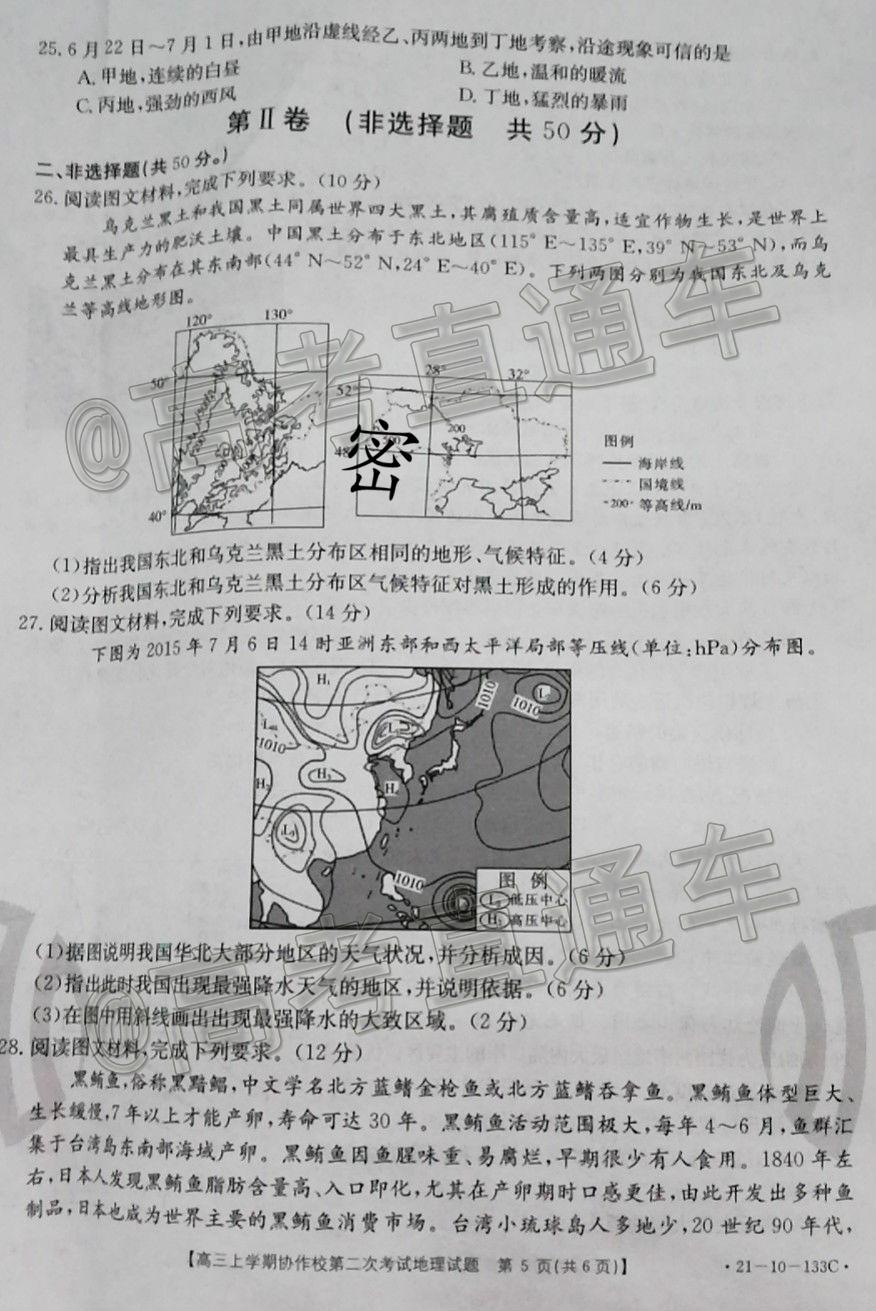 25. 6月22日~7月1日,由甲地沿虚线经乙、丙两地到丁地考察,沿途现象可信的是
A. 甲地,连续的白昼 B. 乙地,温和的暖流
C. 丙地,强劲的西风 D. 丁地,猛烈的暴雨
第Ⅱ卷 (非选择题 共50分)
二、非选择题(共50分。)
26. 阅读图文材料,完成下列要求。(10分)
乌克兰黑土和我国黑土同属世界四大黑土,其腐殖质含量高,适宜作物生长,是世界上
最具生产力的肥沃土壤。中国黑土分布于东北地区(115°E~135°E,39°N~53°N),而乌
克兰黑土分布在其东南部(44°N~52°N,24°E~40°E)。下列两图分别为我国东北及乌克
兰等高线地形图。
120° 130°
50°
40°
28° 32°
52°
48
200
200
密
图例
海岸线
国境线
-200- 等高线/m
(1)指出我国东北和乌克兰黑土分布区相同的地形、气候特征。(4分)
(2)分析我国东北和乌克兰黑土分布区气候特征对黑土形成的作用。(6分)
27. 阅读图文材料,完成下列要求。(14分)
下图为2015年7月6日14时亚洲东部和西太平洋局部等压线(单位:hPa)分布图。
H₁
1010
1010
1010
H₂
H₃
H₄
1010
图例
低压中心
高压中心
(1)据图说明我国华北大部分地区的天气状况,并分析成因。(6分)
(2)指出此时我国出现最强降水天气的地区,并说明依据。(6分)
(3)在图中用斜线画出出现最强降水的大致区域。(2分)
28. 阅读图文材料,完成下列要求。(12分)
黑鲔鱼,俗称黑黯鲳,中文学名北方蓝鳍金枪鱼或北方蓝鳍吞拿鱼。黑鲔鱼体型巨大、
生长缓慢,7年以上才能产卵,寿命可达30年。黑鲔鱼活动范围极大,每年4~6月,鱼群汇
集于台湾岛东南部海域产卵。黑鲔鱼因鱼腥味重、易腐烂,早期很少有人食用。1840年左
右,日本人发现黑鲔鱼脂肪含量高、入口即化,尤其在产卵期时口感更佳,由此开发出多种鱼
制品,日本也成为世界主要的黑鲔鱼消费市场。台湾小琉球岛人多地少,20世纪90年代,
【高三上学期协作校第二次考试地理试题 第5页(共6页)】 ·21-10-133C·
@高考直通车
@高考直通车